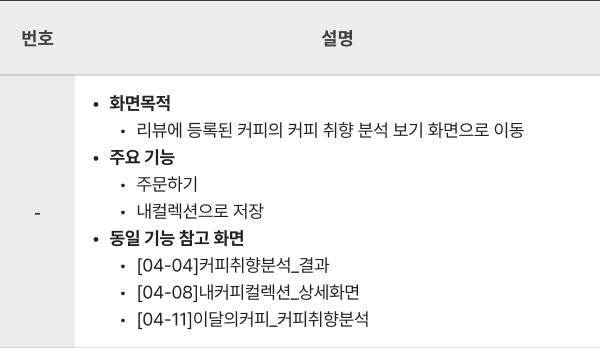 번호 설명
• 화면목적
• 리뷰에 등록된 커피의 커피 취향 분석 보기 화면으로 이동
• 주요 기능
• 주문하기
- • 내컬렉션으로 저장
• 동일 기능 참고 화면
• [04-04]커피취향분석_결과
• [04-08]내커피컬렉션_상세화면
• [04-11]이달의커피_커피취향분석